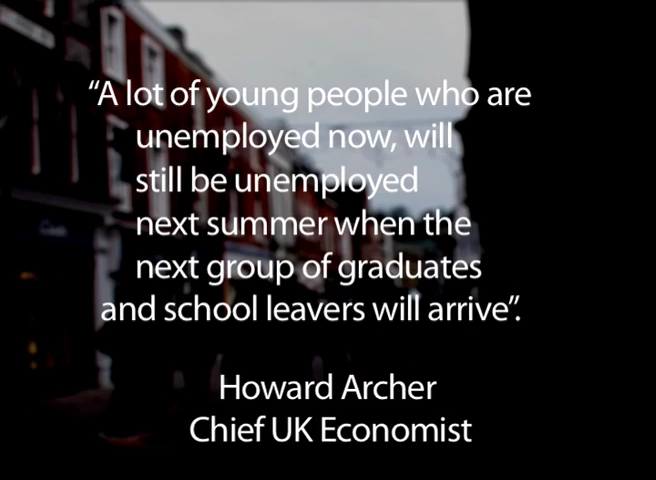 “A lot of young people who are
unemployed now, will
still be unemployed
next summer when the
next group of graduates
and school leavers will arrive”.
Howard Archer
Chief UK Economist